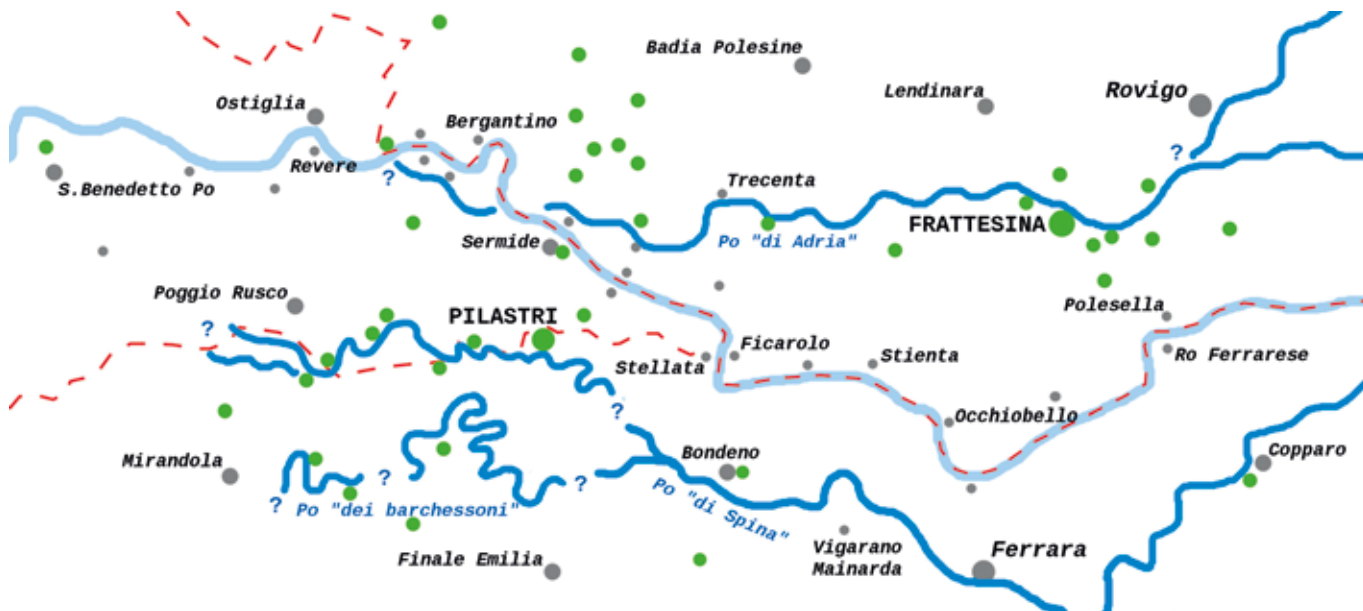 Badia Polesine
Lendinara
Rovigo
Ostiglia
Bergantino
Revere
?
?
S.Benedetto Po
Trecenta
FRATTESINA
Sermide
Po "di Adria"
Poggio Rusco
Polesella
PILASTRI
?
Ficarolo
Stienta
Ro Ferrarese
Stellata
?
Occhiobello
Mirandola
Bondeno
Copparo
?
?
?
Po "dei barchessoni"
Po "di Spina"
Finale Emilia
Vigarano
Mainarda
Ferrara